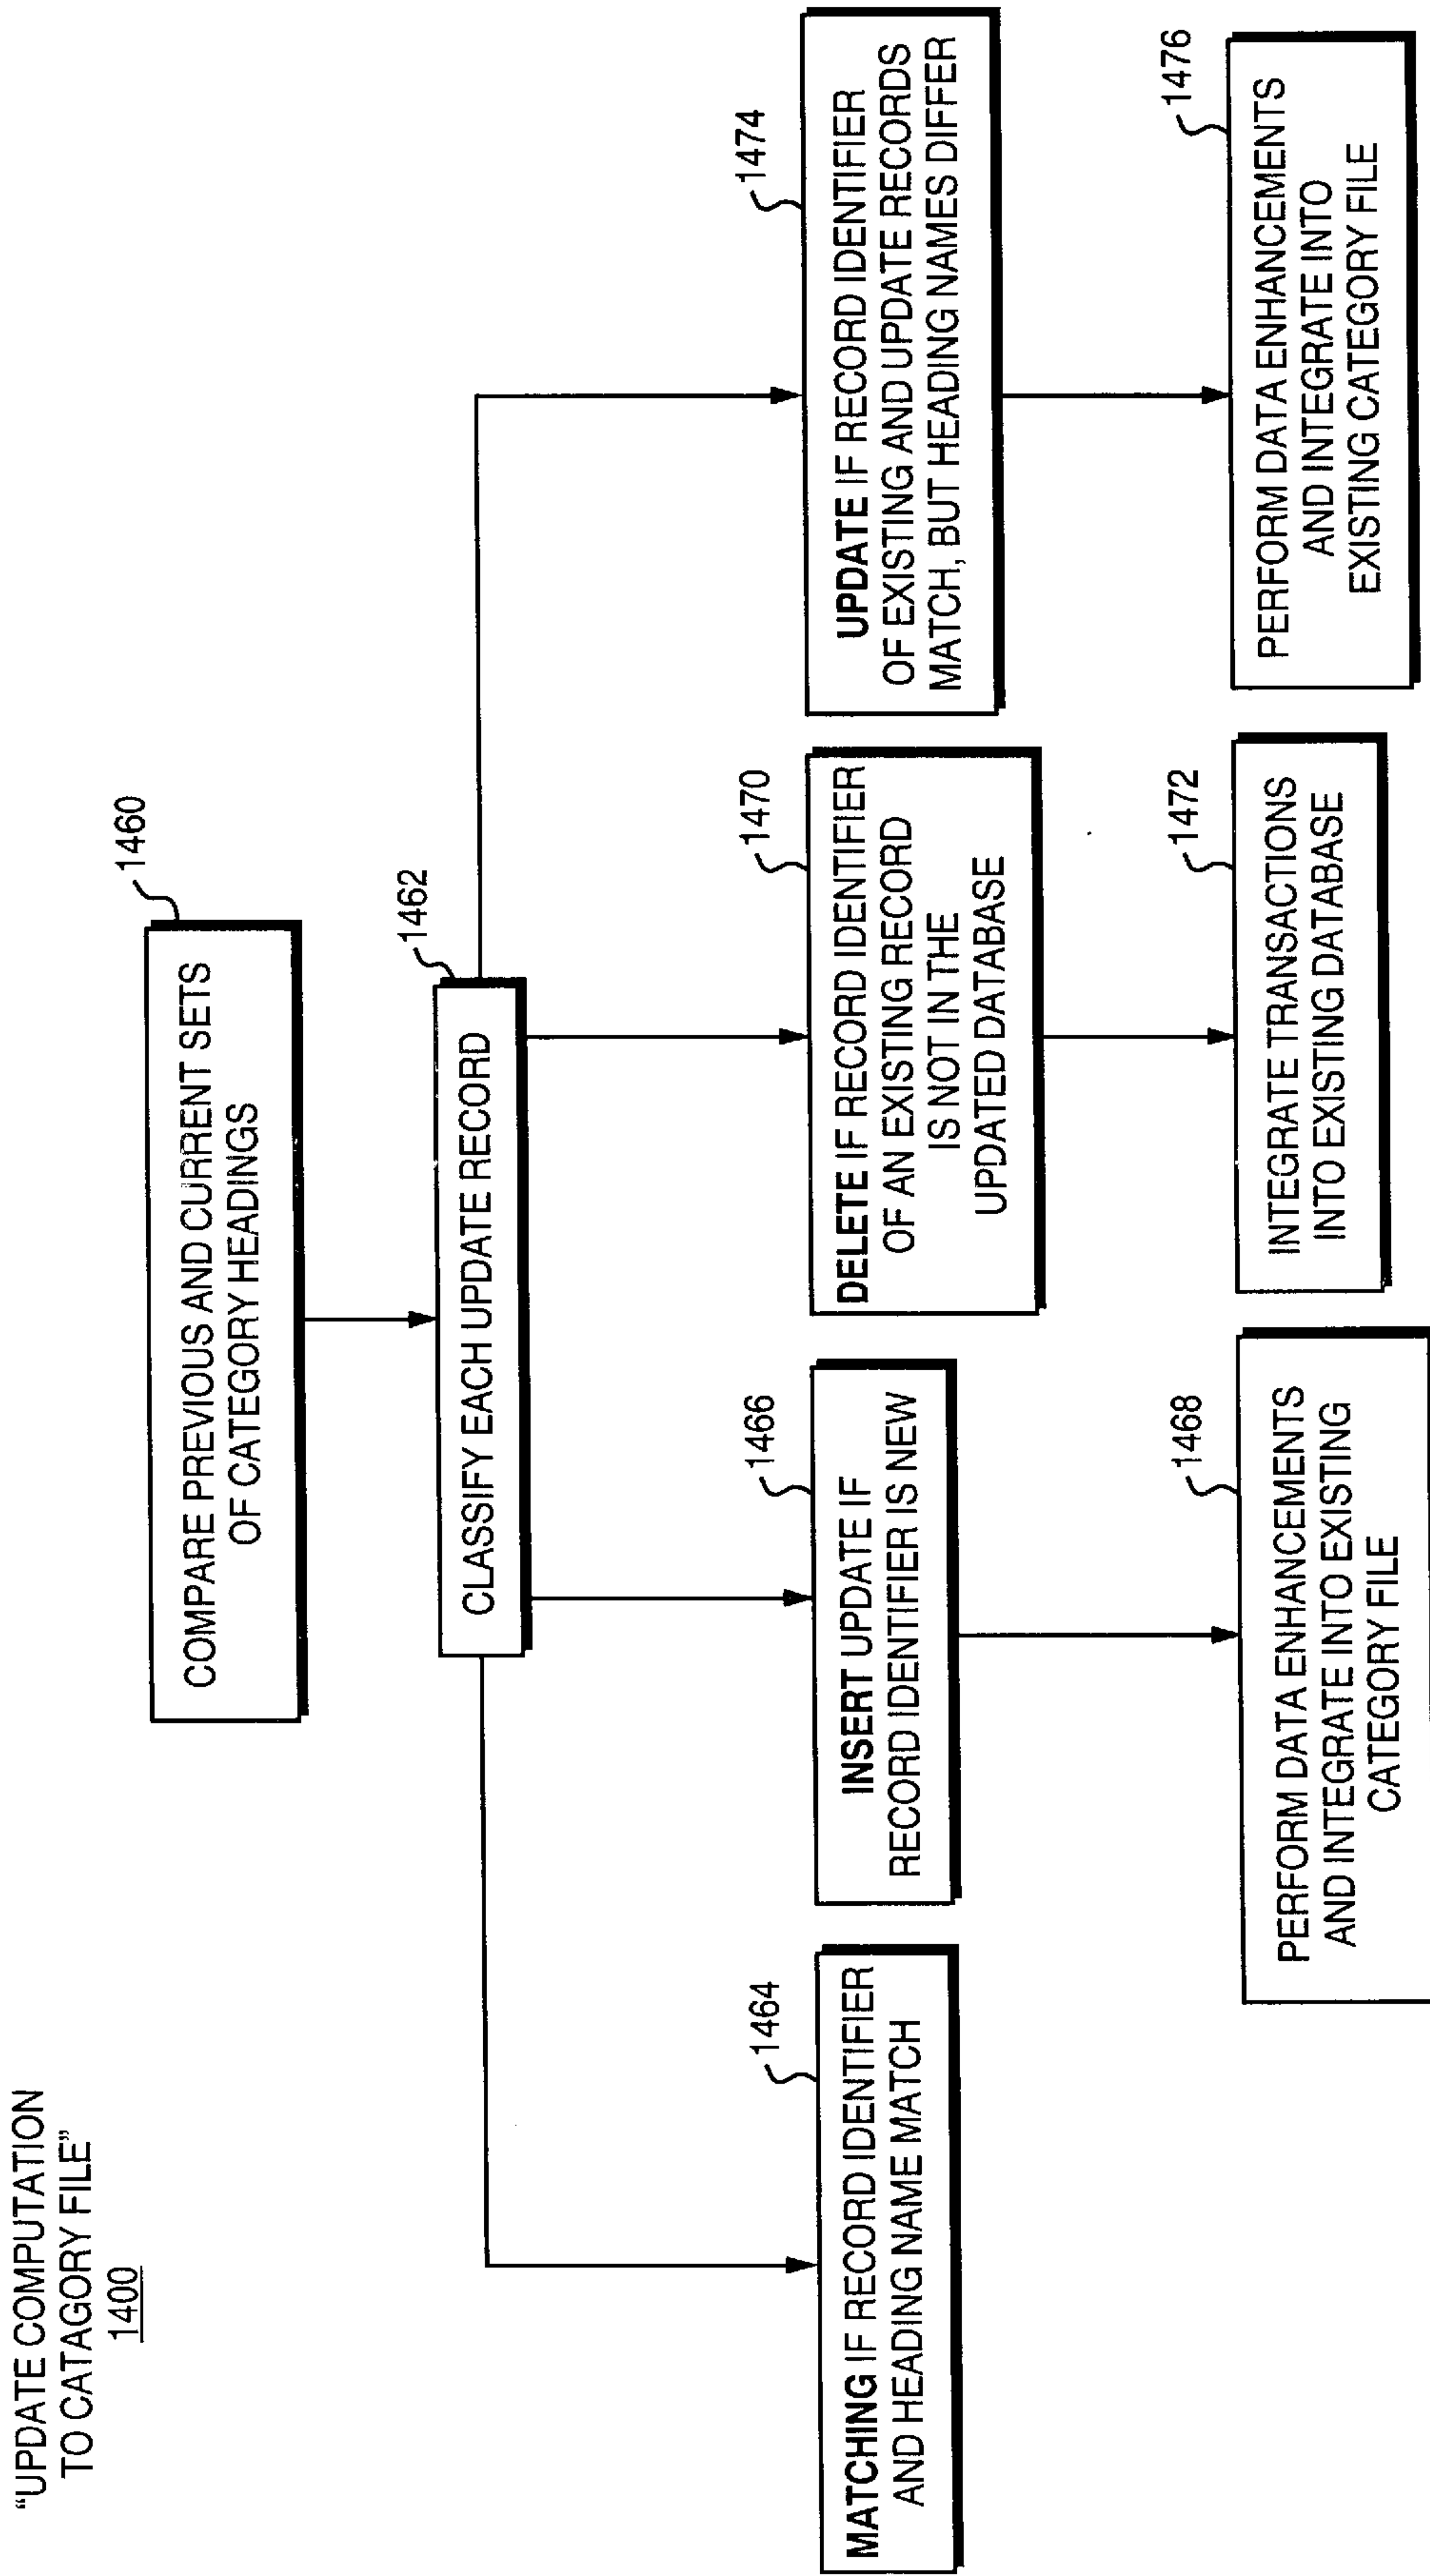 "UPDATE COMPUTATION
TO CATAGORY FILE"
1400
1460
COMPARE PREVIOUS AND CURRENT SETS
OF CATEGORY HEADINGS
1462
CLASSIFY EACH UPDATE RECORD
1464
MATCHING IF RECORD IDENTIFIER
AND HEADING NAME MATCH
1466
INSERT UPDATE IF
RECORD IDENTIFIER IS NEW
1470
DELETE IF RECORD IDENTIFIER
OF AN EXISTING RECORD
IS NOT IN THE
UPDATED DATABASE
1474
UPDATE IF RECORD IDENTIFIER
OF EXISTING AND UPDATE RECORDS
MATCH, BUT HEADING NAMES DIFFER
1468
PERFORM DATA ENHANCEMENTS
AND INTEGRATE INTO EXISTING
CATEGORY FILE
1472
INTEGRATE TRANSACTIONS
INTO EXISTING DATABASE
1476
PERFORM DATA ENHANCEMENTS
AND INTEGRATE INTO
EXISTING CATEGORY FILE